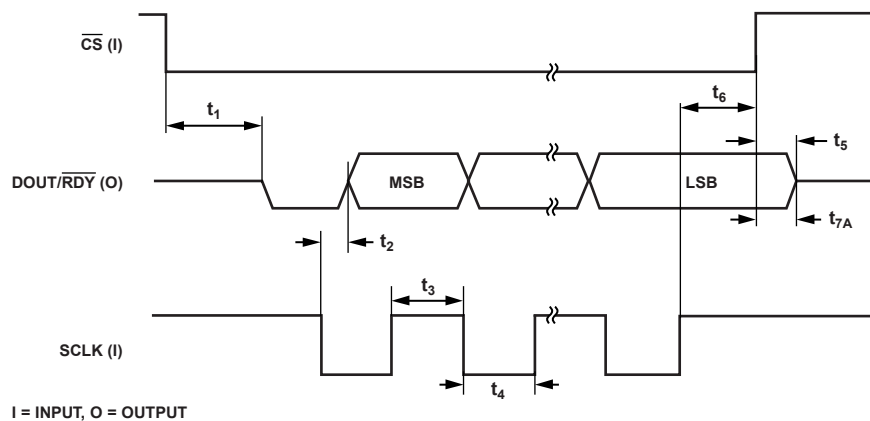 CS (I)
t1
t6
t5
DOUT/RDY (O)
MSB
LSB
t2
t7A
t3
SCLK (I)
t4
I = INPUT, O = OUTPUT